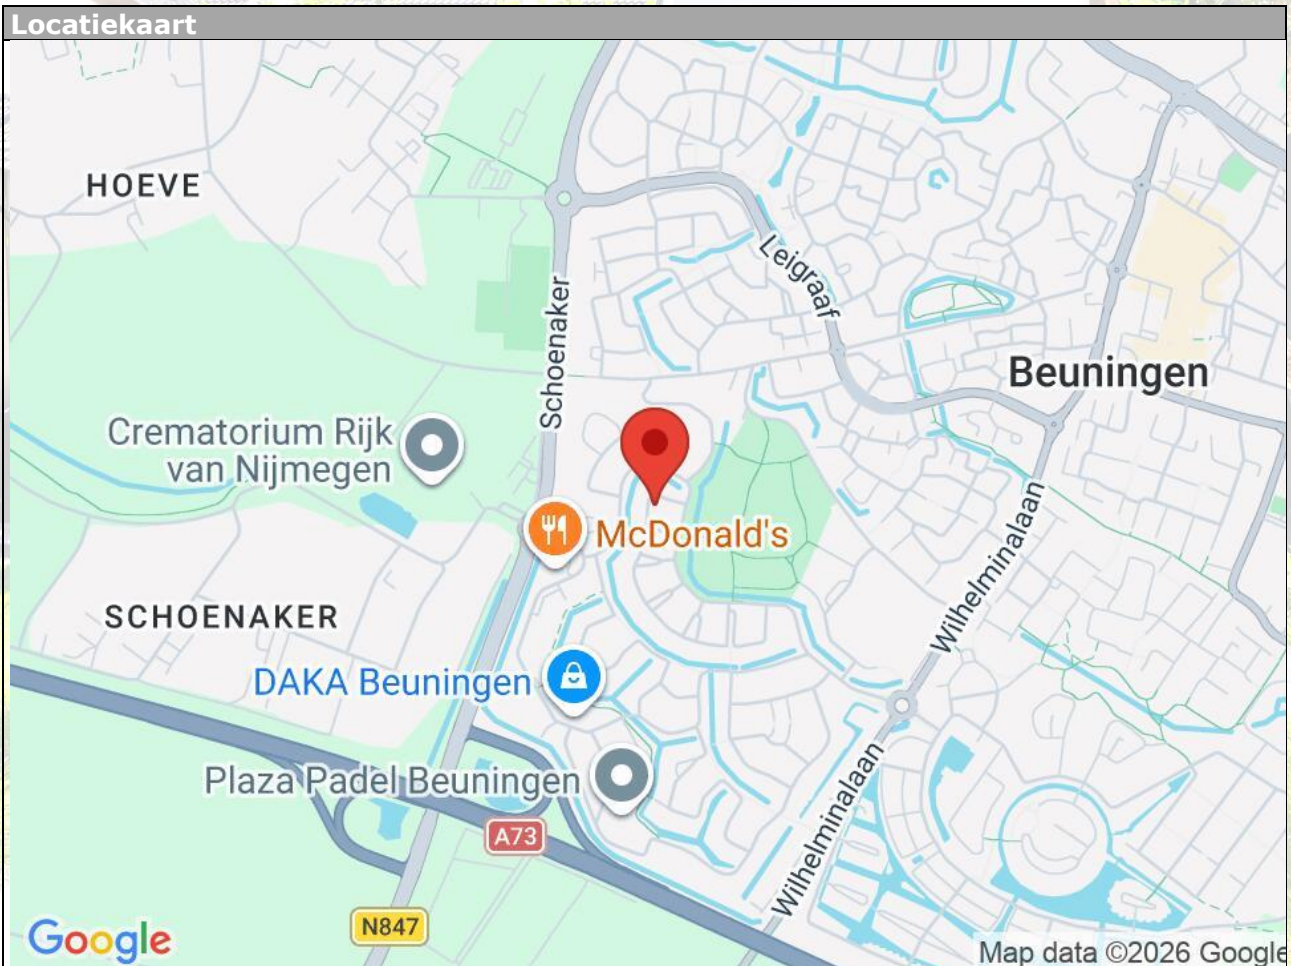 Locatiekaart
HOEVE
Leigraaf
Schoenaker
Beuningen
Crematorium Rijk
van Nijmegen
McDonald's
Wilhelminalaan
SCHOENAKER
DAKA Beuningen
Plaza Padel Beuningen
Wilhelminalaan
A73
N847
Google
Map data ©2026 Google